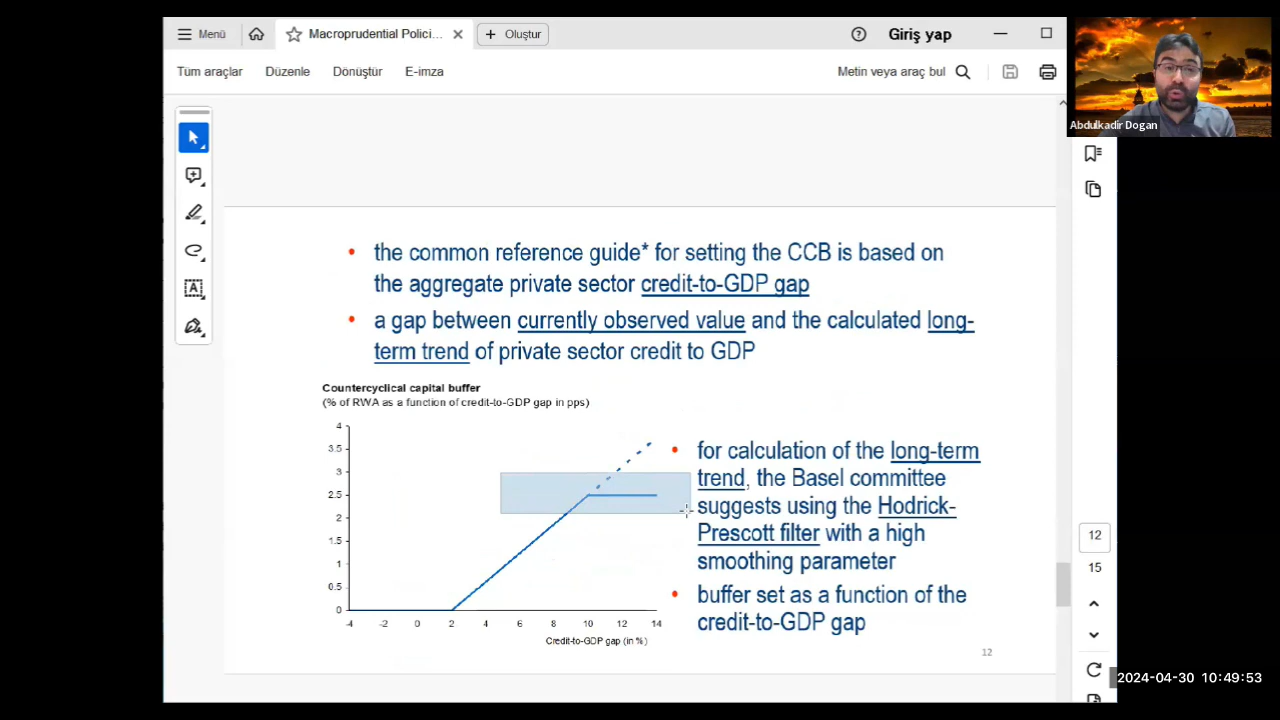 Menü
Macroprudential Polici...
Oluştur
Giriş yap
Tüm araçlar
Düzenle
Dönüştür
E-imza
Metin veya araç bul
Abdulkadir Dogan
• the common reference guide* for setting the CCB is based on
the aggregate private sector credit-to-GDP gap
• a gap between currently observed value and the calculated long-
term trend of private sector credit to GDP
Countercyclical capital buffer
(% of RWA as a function of credit-to-GDP gap in pps)
4
3.5
3
2.5
2
1.5
1
0.5
0
-4 -2 0 2 4 6 8 10 12 14
Credit-to-GDP gap (in %)
• for calculation of the long-term
trend, the Basel committee
suggests using the Hodrick-
Prescott filter with a high
smoothing parameter
• buffer set as a function of the
credit-to-GDP gap
12
12
15
2024-04-30 10:49:53